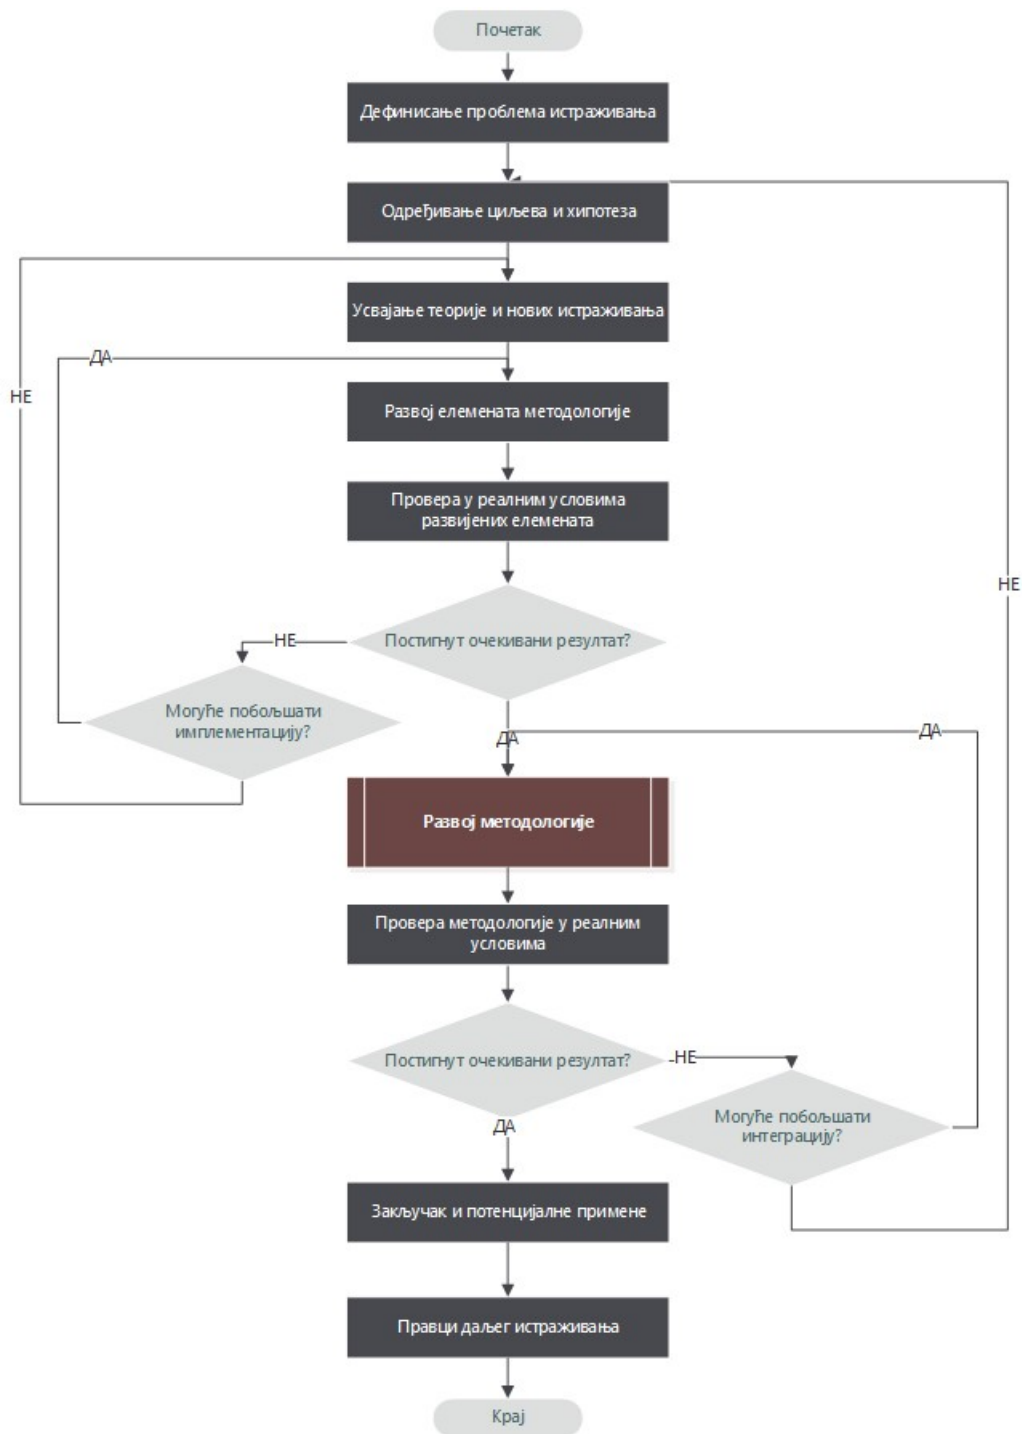 Почетак
Дефинисање проблема истраживања
Одређивање циљева и хипотеза
Усвајање теорије и нових истраживања
ДА
НЕ
Развој елемената методологије
Провера у реалним условима
развијених елемената
НЕ
Постигнут очекивани резултат?
НЕ
Могуће побољшати
имплементацију?
ДА
ДА
Развој методологије
Провера методологије у реалним
условима
Постигнут очекивани резултат?
НЕ
Могуће побољшати
интеграцију?
ДА
Закључак и потенцијалне примене
Правци даљег истраживања
Крај